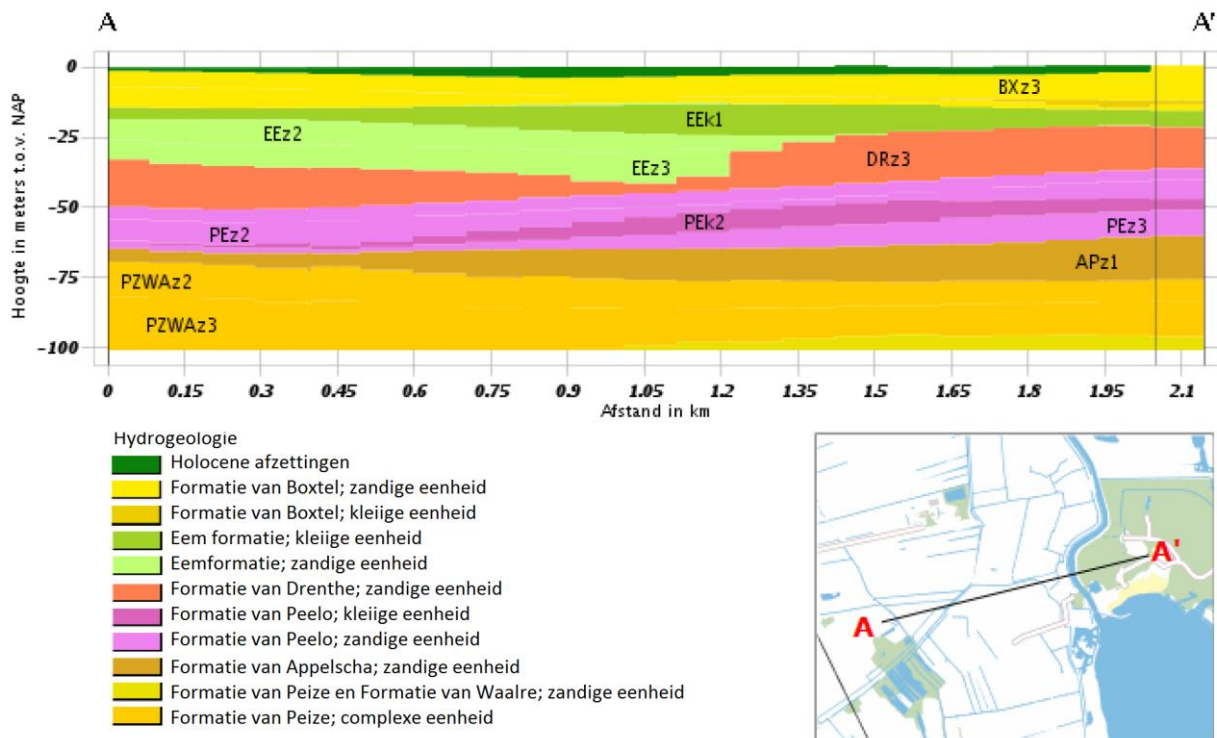 A A'
Hoogte in meters t.o.v. NAP
0
-25
-50
-75
-100
BXz3
EEk1
EEz2
EEz3
DRz3
PEk2
PEz2
PEz3
APz1
PZWAz2
PZWAz3
0 0.15 0.3 0.45 0.6 0.75 0.9 1.05 1.2 1.35 1.5 1.65 1.8 1.95 2.1
Afstand in km
Hydrogeologie
Holocene afzettingen
Formatie van Boxtel; zandige eenheid
Formatie van Boxtel; kleiige eenheid
Eem formatie; kleiige eenheid
Eemformatie; zandige eenheid
Formatie van Drenthe; zandige eenheid
Formatie van Peelo; kleiige eenheid
Formatie van Peelo; zandige eenheid
Formatie van Appelscha; zandige eenheid
Formatie van Peize en Formatie van Waalre; zandige eenheid
Formatie van Peize; complexe eenheid
A'
A